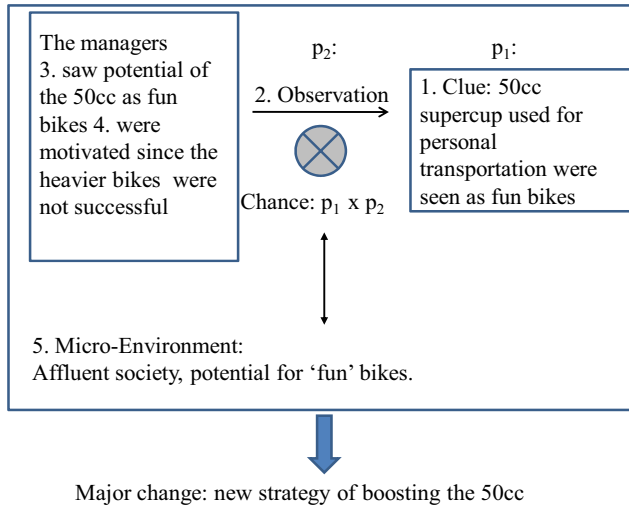 The managers
3. saw potential of
the 50cc as fun
bikes 4. were
motivated since the
heavier bikes were
not successful
p₂:
2. Observation
Chance: p₁ x p₂
p₁:
1. Clue: 50cc
supercup used for
personal
transportation were
seen as fun bikes
5. Micro-Environment:
Affluent society, potential for ‘fun’ bikes.
Major change: new strategy of boosting the 50cc